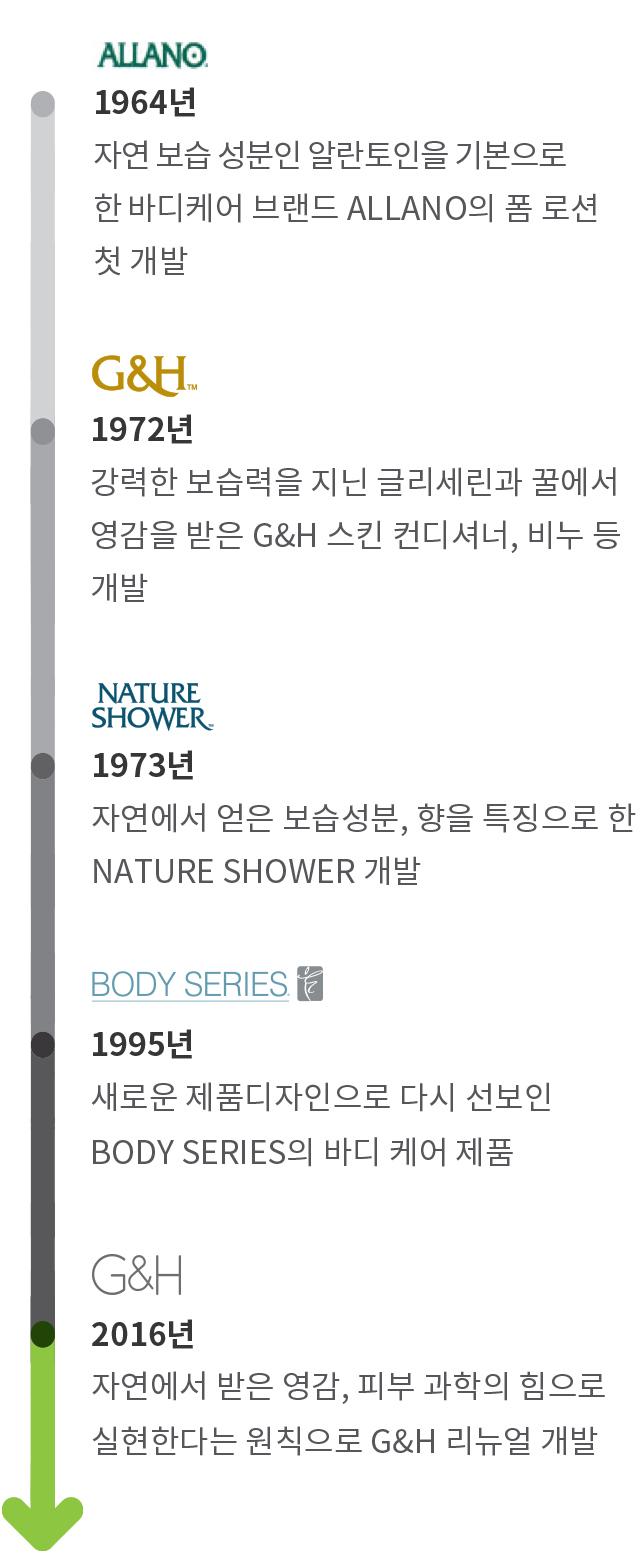 ALLANO
1964년
자연 보습 성분인 알란토인을 기본으로
한 바디케어 브랜드 ALLANO의 폼 로션
첫 개발
G&H™
1972년
강력한 보습력을 지닌 글리세린과 꿀에서
영감을 받은 G&H 스킨 컨디셔너, 비누 등
개발
NATURE
SHOWER™
1973년
자연에서 얻은 보습성분, 향을 특징으로 한
NATURE SHOWER 개발
BODY SERIES
1995년
새로운 제품디자인으로 다시 선보인
BODY SERIES의 바디 케어 제품
G&H
2016년
자연에서 받은 영감, 피부 과학의 힘으로
실현한다는 원칙으로 G&H 리뉴얼 개발